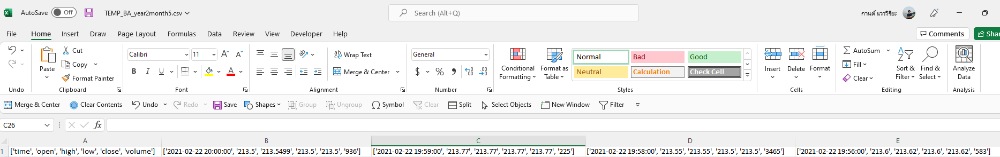 AutoSave Off TEMP_BA_year2month5.csv Search (Alt+Q) กานต์ แวววิริยะ
File Home Insert Draw Page Layout Formulas Data Review View Developer Help Comments Shar
Undo
Paste Cut Copy Format Painter
Clipboard
Calibri 11 A A
B I U A
Font
ab Wrap Text
Merge & Center
Alignment
General
$ % , .00
Number
Conditional Formatting Format as Table
Normal Bad Good
Neutral Calculation Check Cell
Styles
Insert Delete Format
Cells
AutoSum Fill Clear Sort & Filter Find & Select
Editing
Analyze Data
Analysis
Merge & Center Clear Contents Undo Redo Save Shapes Group Ungroup Symbol Clear Split Select Objects New Window Filter
C26 fx
A B C D E
1 ['time', 'open', 'high', 'low', 'close', 'volume'] ['2021-02-22 20:00:00', '213.5', '213.5499', '213.5', '213.5', '936'] ['2021-02-22 19:59:00', '213.77', '213.77', '213.77', '213.77', '225'] ['2021-02-22 19:58:00', '213.55', '213.55', '213.5', '213.5', '3465'] ['2021-02-22 19:56:00', '213.6', '213.62', '213.6', '213.62', '583']